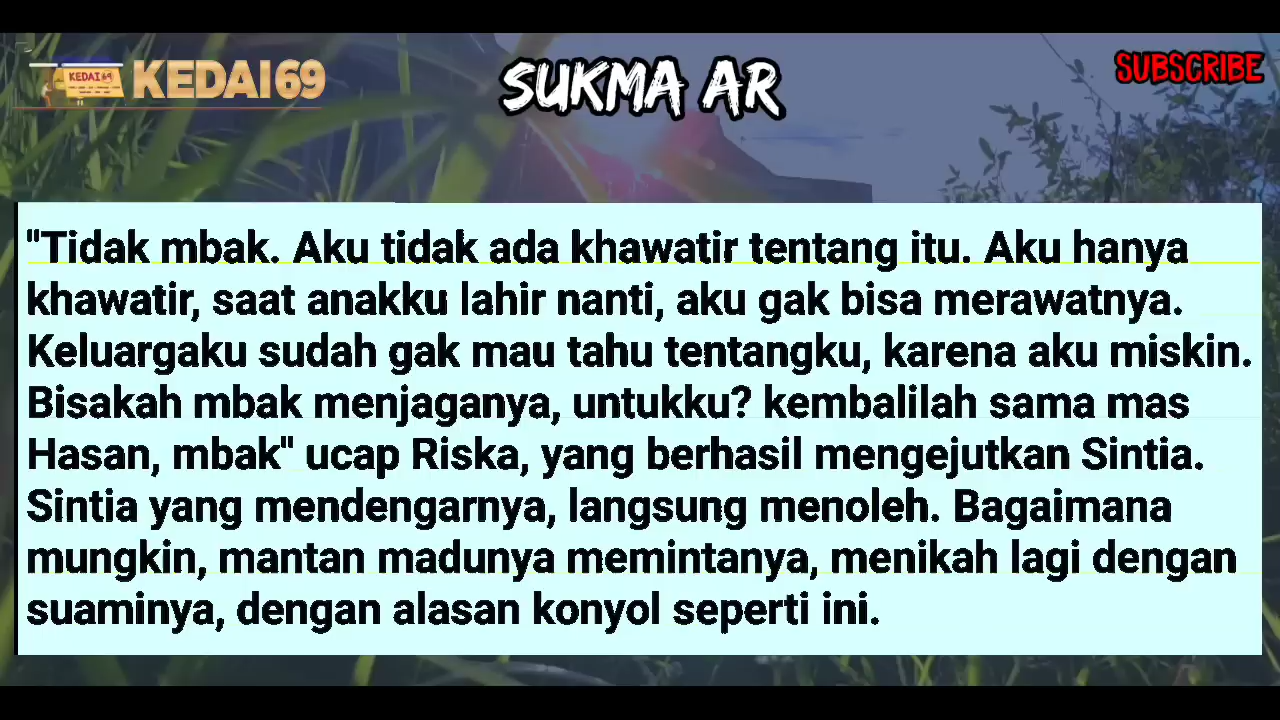 KEDAI69
KEDAI69
SUKMA AR
SUBSCRIBE
"Tidak mbak. Aku tidak ada khawatir tentang itu. Aku hanya
khawatir, saat anakku lahir nanti, aku gak bisa merawatnya.
Keluargaku sudah gak mau tahu tentangku, karena aku miskin.
Bisakah mbak menjaganya, untukku? kembalilah sama mas
Hasan, mbak" ucap Riska, yang berhasil mengejutkan Sintia.
Sintia yang mendengarnya, langsung menoleh. Bagaimana
mungkin, mantan madunya memintanya, menikah lagi dengan
suaminya, dengan alasan konyol seperti ini.